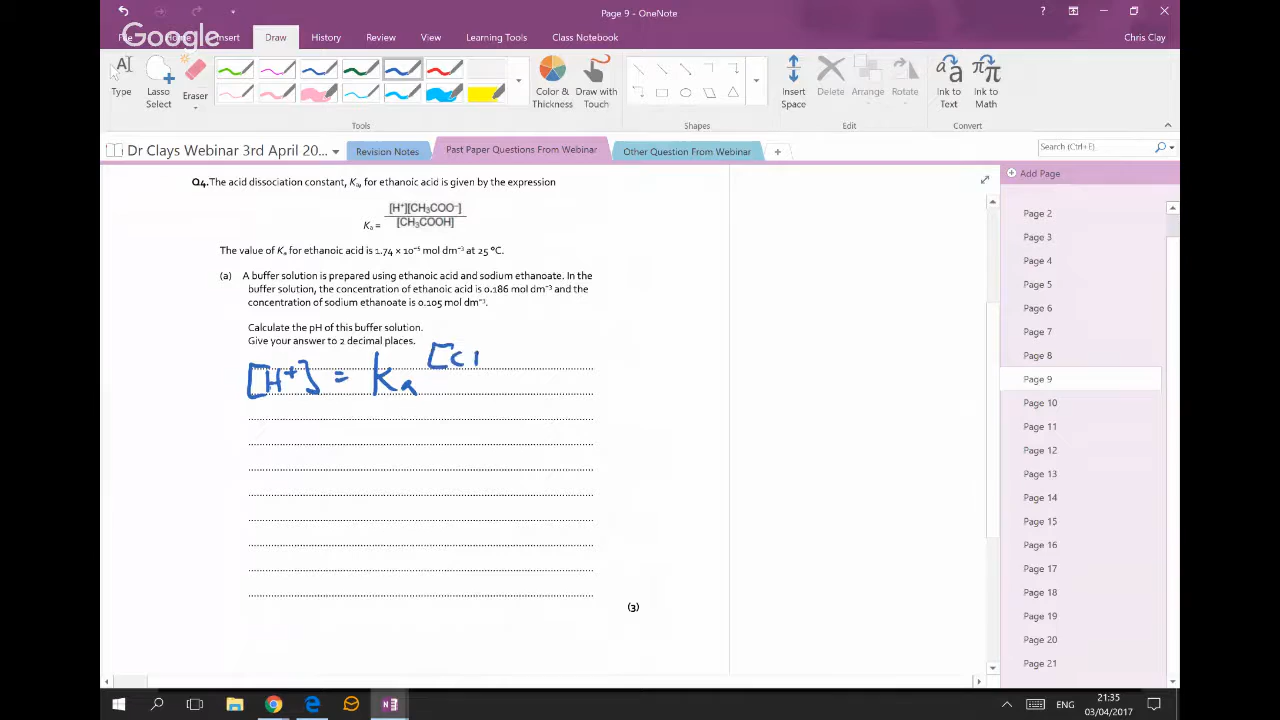 Page 9 - OneNote
Google
Insert
Draw
History
Review
View
Learning Tools
Class Notebook
Chris Clay
Type
Lasso Select
Eraser
Color & Thickness
Draw with Touch
Insert Space
Delete
Arrange
Rotate
Ink to Text
Ink to Math
Tools
Shapes
Edit
Convert
Dr Clays Webinar 3rd April 20...
Revision Notes
Past Paper Questions From Webinar
Other Question From Webinar
Search (Ctrl+E)
Q4.The acid dissociation constant, Ka, for ethanoic acid is given by the expression
[H⁺][CH₃COO⁻]
Ka =
[CH₃COOH]
The value of Ka for ethanoic acid is 1.74 × 10⁻⁵ mol dm⁻³ at 25 °C.
(a) A buffer solution is prepared using ethanoic acid and sodium ethanoate. In the
buffer solution, the concentration of ethanoic acid is 0.186 mol dm⁻³ and the
concentration of sodium ethanoate is 0.105 mol dm⁻³.
Calculate the pH of this buffer solution.
Give your answer to 2 decimal places.
[H⁺] = Ka [C
(3)
Add Page
Page 2
Page 3
Page 4
Page 5
Page 6
Page 7
Page 8
Page 9
Page 10
Page 11
Page 12
Page 13
Page 14
Page 15
Page 16
Page 17
Page 18
Page 19
Page 20
Page 21
ENG
21:35
03/04/2017